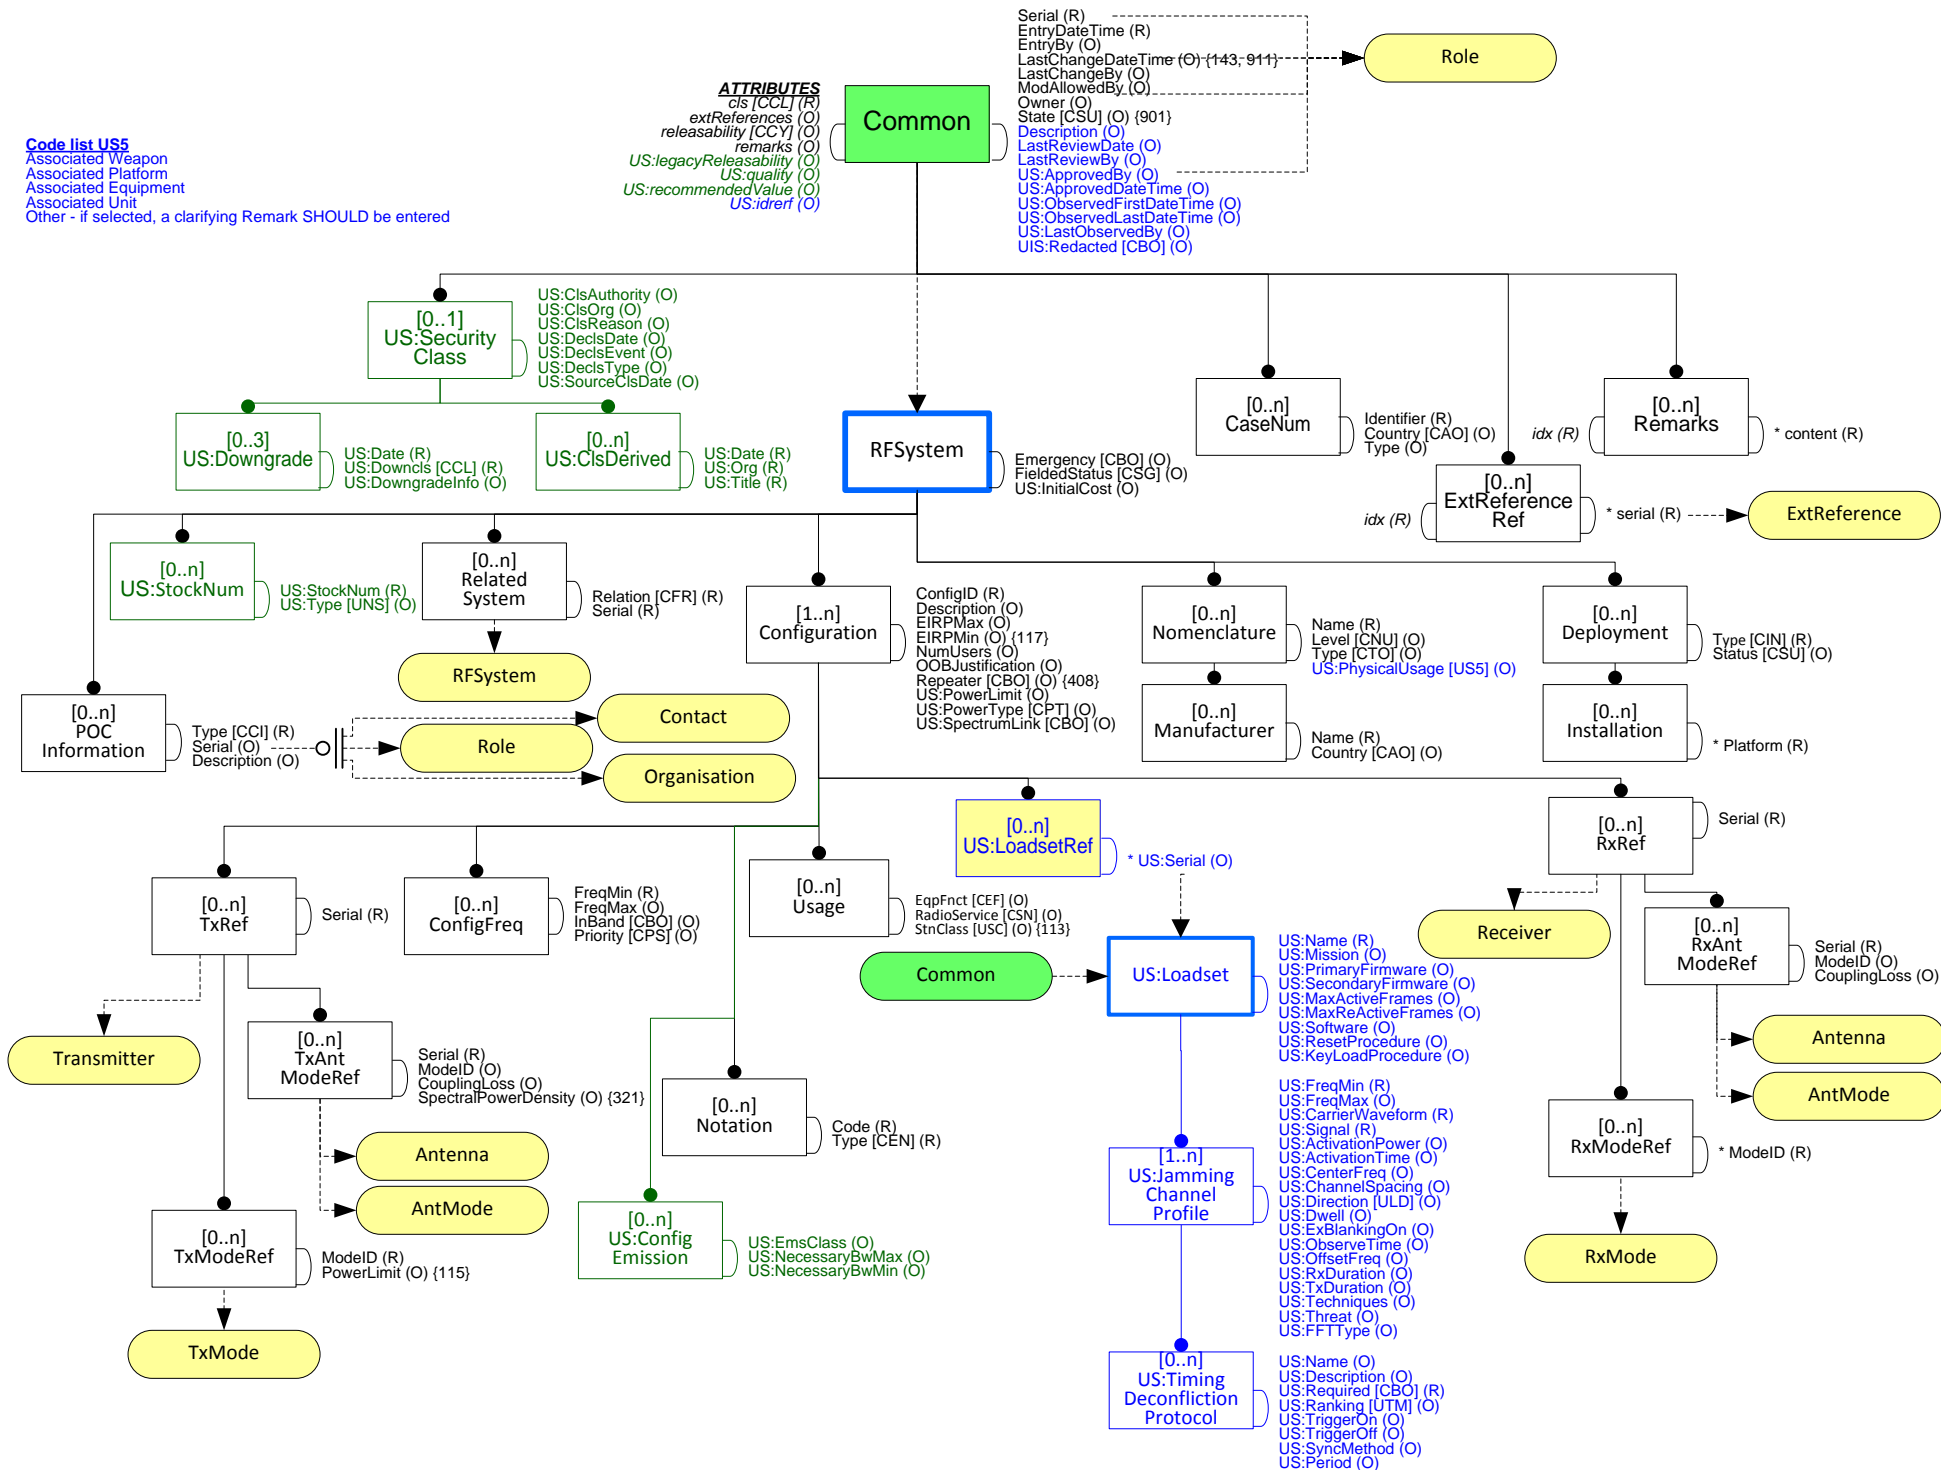 Serial (R)
EntryDateTime (R)
EntryBy (O)
LastChangeDateTime (O) {143, 911}
LastChangeBy (O)
ModAllowedBy (O)
Owner (O)
State [CSU] (O) {901}
Description (O)
LastReviewDate (O)
LastReviewBy (O)
US:ApprovedBy (O)
US:ApprovedDateTime (O)
US:ObservedFirstDateTime (O)
US:ObservedLastDateTime (O)
US:LastObservedBy (O)
UIS:Redacted [CBO] (O)
Role
ATTRIBUTES
cls [CCL] (R)
extReferences (O)
releasability [CCY] (O)
remarks (O)
US:legacyReleasability (O)
US:quality (O)
US:recommendedValue (O)
US:idrerf (O)
Common
Code list US5
Associated Weapon
Associated Platform
Associated Equipment
Associated Unit
Other - if selected, a clarifying Remark SHOULD be entered
[0..1]
US:Security
Class
US:ClsAuthority (O)
US:ClsOrg (O)
US:ClsReason (O)
US:DeclsDate (O)
US:DeclsEvent (O)
US:DeclsType (O)
US:SourceClsDate (O)
[0..3]
US:Downgrade
US:Date (R)
US:Downcls [CCL] (R)
US:DowngradeInfo (O)
[0..n]
US:ClsDerived
US:Date (R)
US:Org (R)
US:Title (R)
RFSystem
Emergency [CBO] (O)
FieldedStatus [CSG] (O)
US:InitialCost (O)
[0..n]
CaseNum
Identifier (R)
Country [CAO] (O)
Type (O)
[0..n]
Remarks
idx (R)
* content (R)
[0..n]
ExtReference
Ref
idx (R)
* serial (R)
ExtReference
[0..n]
US:StockNum
US:StockNum (R)
US:Type [UNS] (O)
[0..n]
Related
System
Relation [CFR] (R)
Serial (R)
RFSystem
[1..n]
Configuration
ConfigID (R)
Description (O)
EIRPMax (O)
EIRPMin (O) {117}
NumUsers (O)
OOBJustification (O)
Repeater [CBO] (O) {408}
US:PowerLimit (O)
US:PowerType [CPT] (O)
US:SpectrumLink [CBO] (O)
[0..n]
Nomenclature
Name (R)
Level [CNU] (O)
Type [CTO] (O)
US:PhysicalUsage [US5] (O)
[0..n]
Manufacturer
Name (R)
Country [CAO] (O)
[0..n]
Deployment
Type [CIN] (R)
Status [CSU] (O)
[0..n]
Installation
* Platform (R)
[0..n]
POC
Information
Type [CCI] (R)
Serial (O)
Description (O)
Contact
Role
Organisation
[0..n]
TxRef
Serial (R)
[0..n]
ConfigFreq
FreqMin (R)
FreqMax (O)
InBand [CBO] (O)
Priority [CPS] (O)
[0..n]
Usage
EqpFnct [CEF] (O)
RadioService [CSN] (O)
StnClass [USC] (O) {113}
[0..n]
US:LoadsetRef
* US:Serial (O)
[0..n]
RxRef
Serial (R)
Receiver
[0..n]
RxAnt
ModeRef
Serial (R)
ModeID (O)
CouplingLoss (O)
Antenna
AntMode
[0..n]
RxModeRef
* ModeID (R)
RxMode
Common
US:Loadset
US:Name (R)
US:Mission (O)
US:PrimaryFirmware (O)
US:SecondaryFirmware (O)
US:MaxActiveFrames (O)
US:MaxReActiveFrames (O)
US:Software (O)
US:ResetProcedure (O)
US:KeyLoadProcedure (O)
Transmitter
[0..n]
TxAnt
ModeRef
Serial (R)
ModeID (O)
CouplingLoss (O)
SpectralPowerDensity (O) {321}
Antenna
AntMode
[0..n]
TxModeRef
ModeID (R)
PowerLimit (O) {115}
TxMode
[0..n]
Notation
Code (R)
Type [CEN] (R)
[0..n]
US:Config
Emission
US:EmsClass (O)
US:NecessaryBwMax (O)
US:NecessaryBwMin (O)
[1..n]
US:Jamming
Channel
Profile
US:FreqMin (R)
US:FreqMax (O)
US:CarrierWaveform (R)
US:Signal (R)
US:ActivationPower (O)
US:ActivationTime (O)
US:CenterFreq (O)
US:ChannelSpacing (O)
US:Direction [ULD] (O)
US:Dwell (O)
US:ExBlankingOn (O)
US:ObserveTime (O)
US:OffsetFreq (O)
US:RxDuration (O)
US:TxDuration (O)
US:Techniques (O)
US:Threat (O)
US:FFTType (O)
[0..n]
US:Timing
Deconfliction
Protocol
US:Name (O)
US:Description (O)
US:Required [CBO] (R)
US:Ranking [UTM] (O)
US:TriggerOn (O)
US:TriggerOff (O)
US:SyncMethod (O)
US:Period (O)